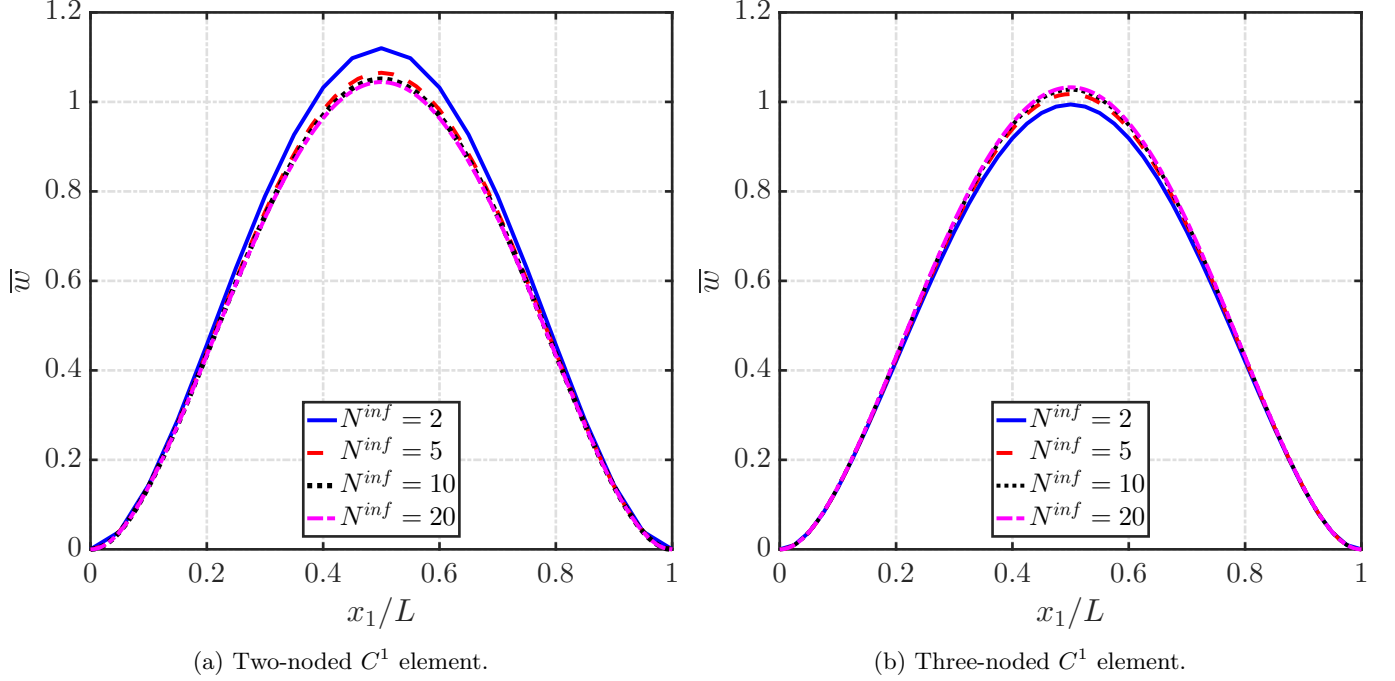 1.2
1
0.8
0.6
0.4
0.2
0
w̅
0 0.2 0.4 0.6 0.8 1
x₁/L
N^{inf} = 2
N^{inf} = 5
N^{inf} = 10
N^{inf} = 20
(a) Two-noded C¹ element.
1.2
1
0.8
0.6
0.4
0.2
0
w̅
0 0.2 0.4 0.6 0.8 1
x₁/L
N^{inf} = 2
N^{inf} = 5
N^{inf} = 10
N^{inf} = 20
(b) Three-noded C¹ element.